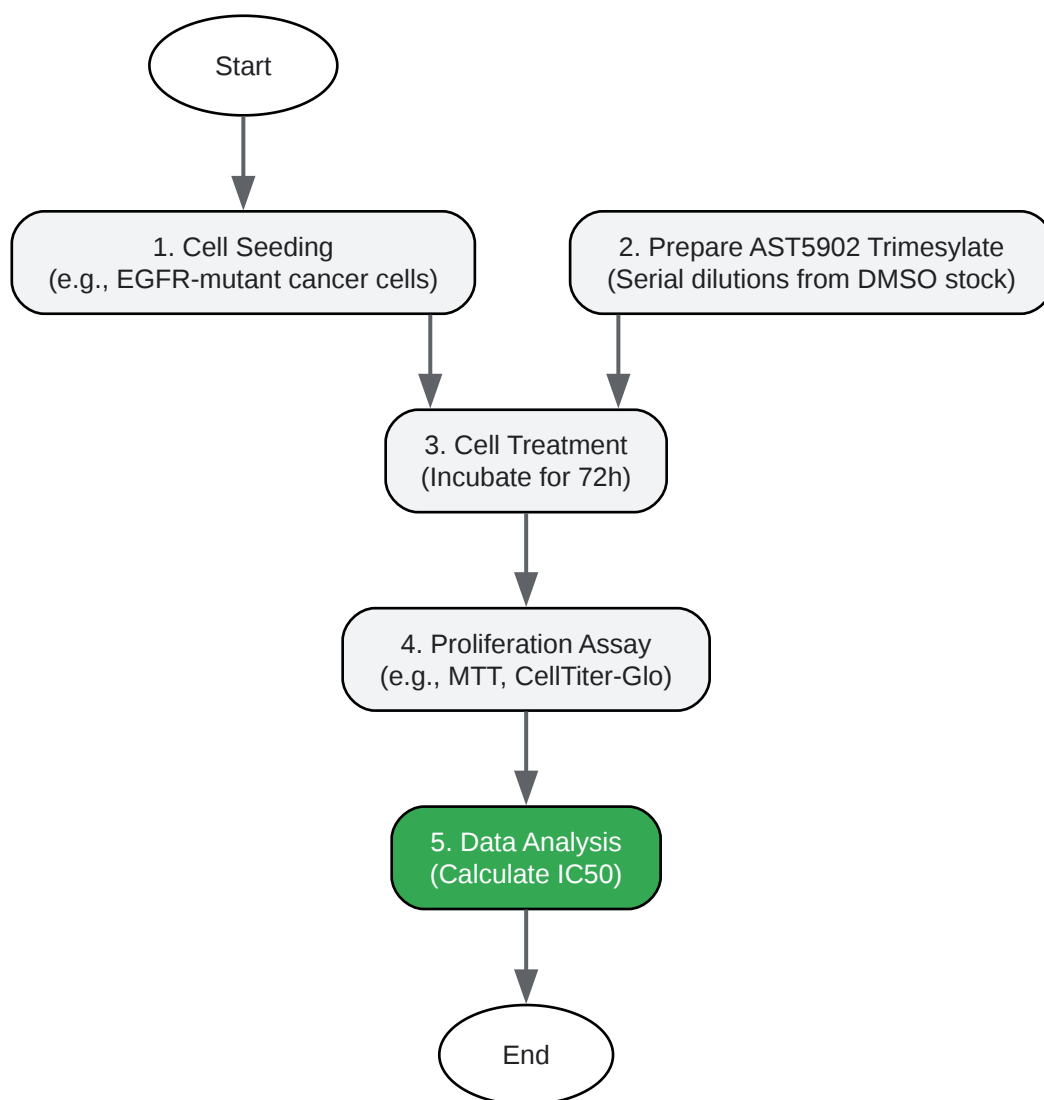 Start
1. Cell Seeding
(e.g., EGFR-mutant cancer cells)
2. Prepare AST5902 Trimesylate
(Serial dilutions from DMSO stock)
3. Cell Treatment
(Incubate for 72h)
4. Proliferation Assay
(e.g., MTT, CellTiter-Glo)
5. Data Analysis
(Calculate IC50)
End